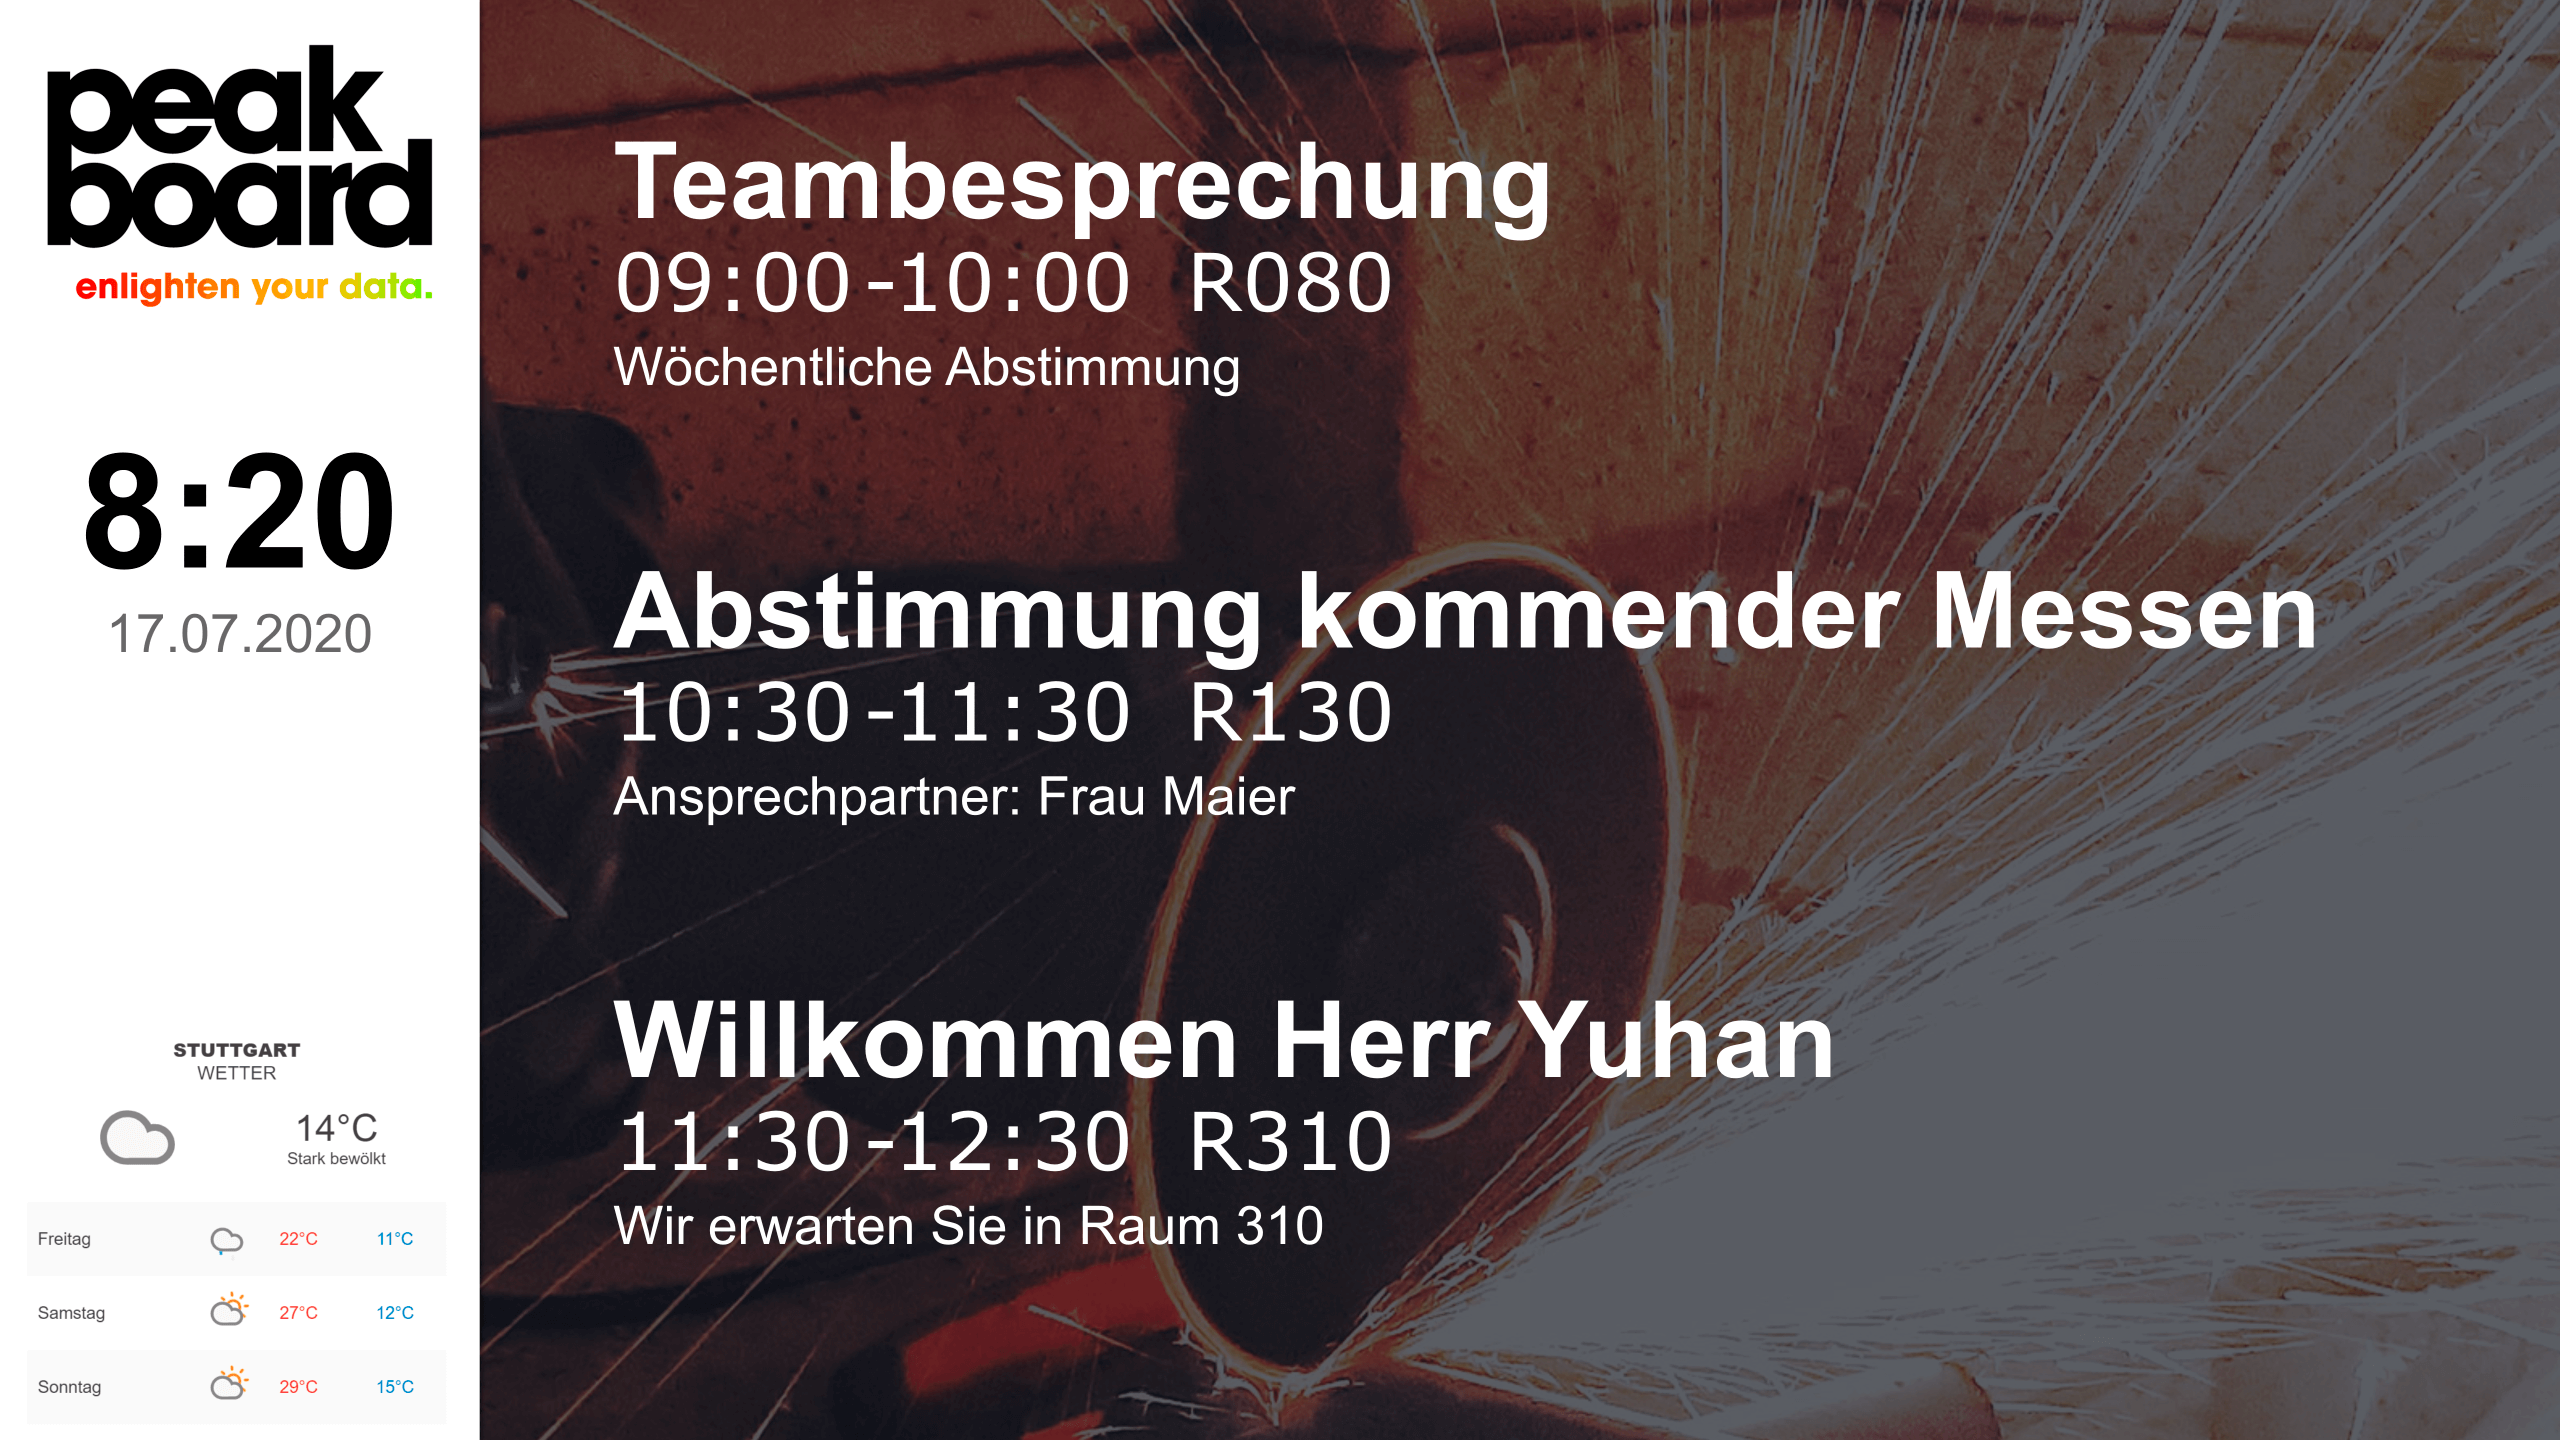 peak
board
enlighten your data.
8:20
17.07.2020
STUTTGART
WETTER
14°C
Stark bewölkt
Freitag 22°C 11°C
Samstag 27°C 12°C
Sonntag 29°C 15°C
Teambesprechung
09:00 - 10:00 R080
Wöchentliche Abstimmung
Abstimmung kommender Messen
10:30 - 11:30 R130
Ansprechpartner: Frau Maier
Willkommen Herr Yuhan
11:30 - 12:30 R310
Wir erwarten Sie in Raum 310